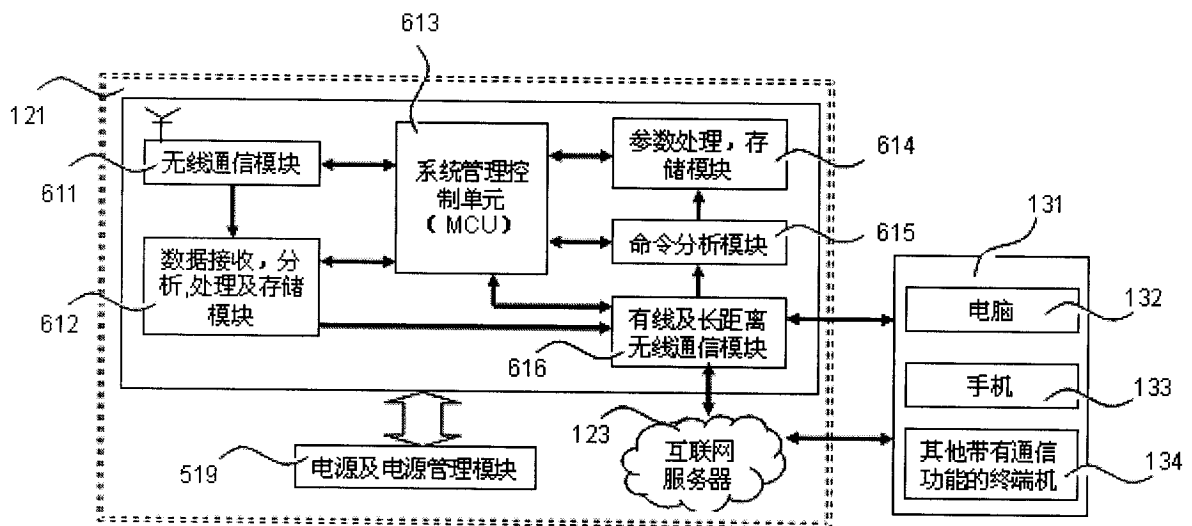 613
121
无线通信模块
611
系统管理控
制单元
(MCU)
参数处理，存
储模块
614
命令分析模块
615
数据接收，分
析,处理及存储
模块
612
有线及长距离
无线通信模块
616
131
电脑
132
手机
133
其他带有通信
功能的终端机
134
123
互联网
服务器
电源及电源管理模块
519